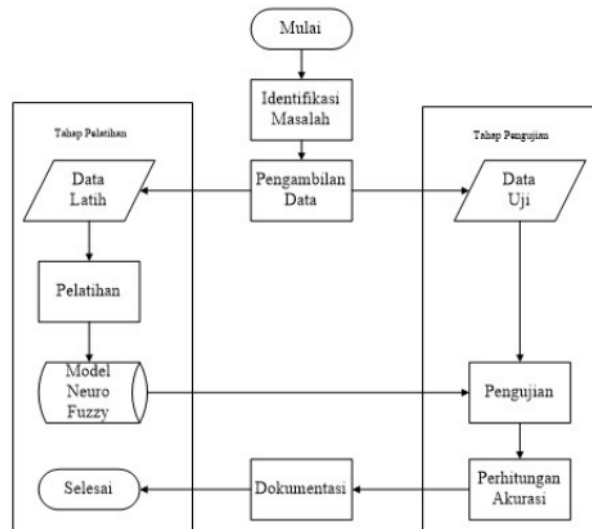 Mulai
Identifikasi
Masalah
Tahap Pelatihan
Tahap Pengujian
Data
Latih
Pengambilan
Data
Data
Uji
Pelatihan
Model
Neuro
Fuzzy
Pengujian
Selesai
Dokumentasi
Perhitungan
Akurasi